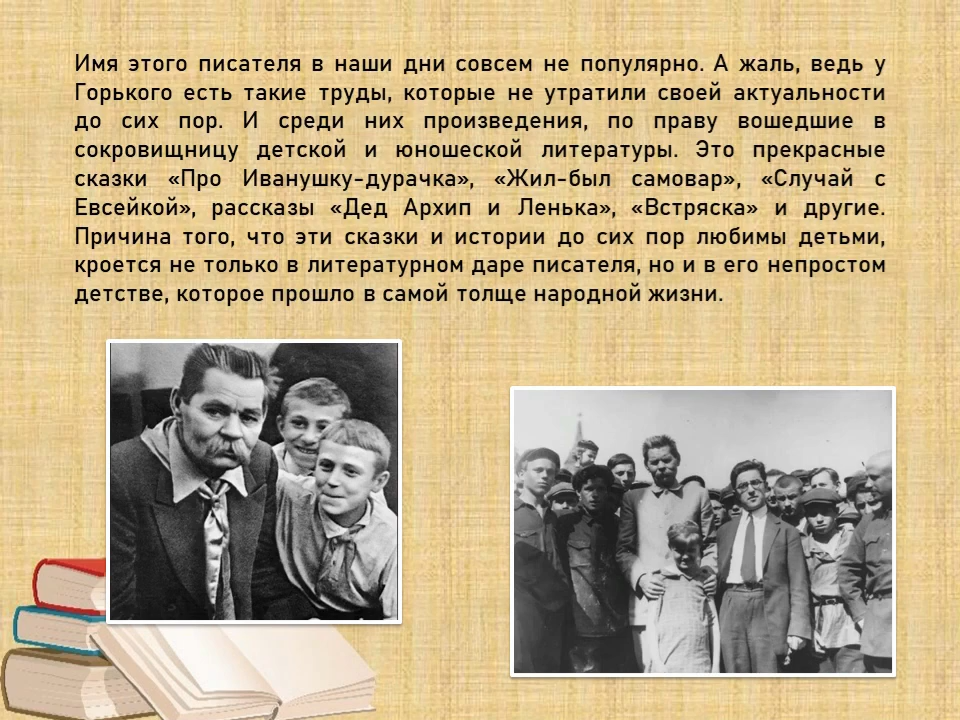 Имя этого писателя в наши дни совсем не популярно. А жаль, ведь у
Горького есть такие труды, которые не утратили своей актуальности
до сих пор. И среди них произведения, по праву вошедшие в
сокровищницу детской и юношеской литературы. Это прекрасные
сказки «Про Иванушку-дурачка», «Жил-был самовар», «Случай с
Евсейкой», рассказы «Дед Архип и Ленька», «Встряска» и другие.
Причина того, что эти сказки и истории до сих пор любимы детьми,
кроется не только в литературном даре писателя, но и в его непростом
детстве, которое прошло в самой толще народной жизни.